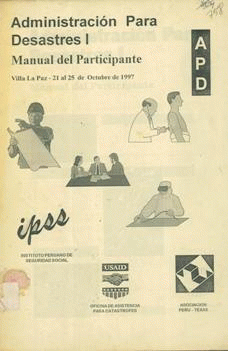 758
Administración Para
Desastres I
Manual del Participante
Villa La Paz - 21 al 25 de Octubre de 1997
A
P
D
ipss
INSTITUTO PERUANO DE
SEGURIDAD SOCIAL
USAID
OFICINA DE ASISTENCIA
PARA CATASTROFES
ASOCIACION
PERU - TEXAS